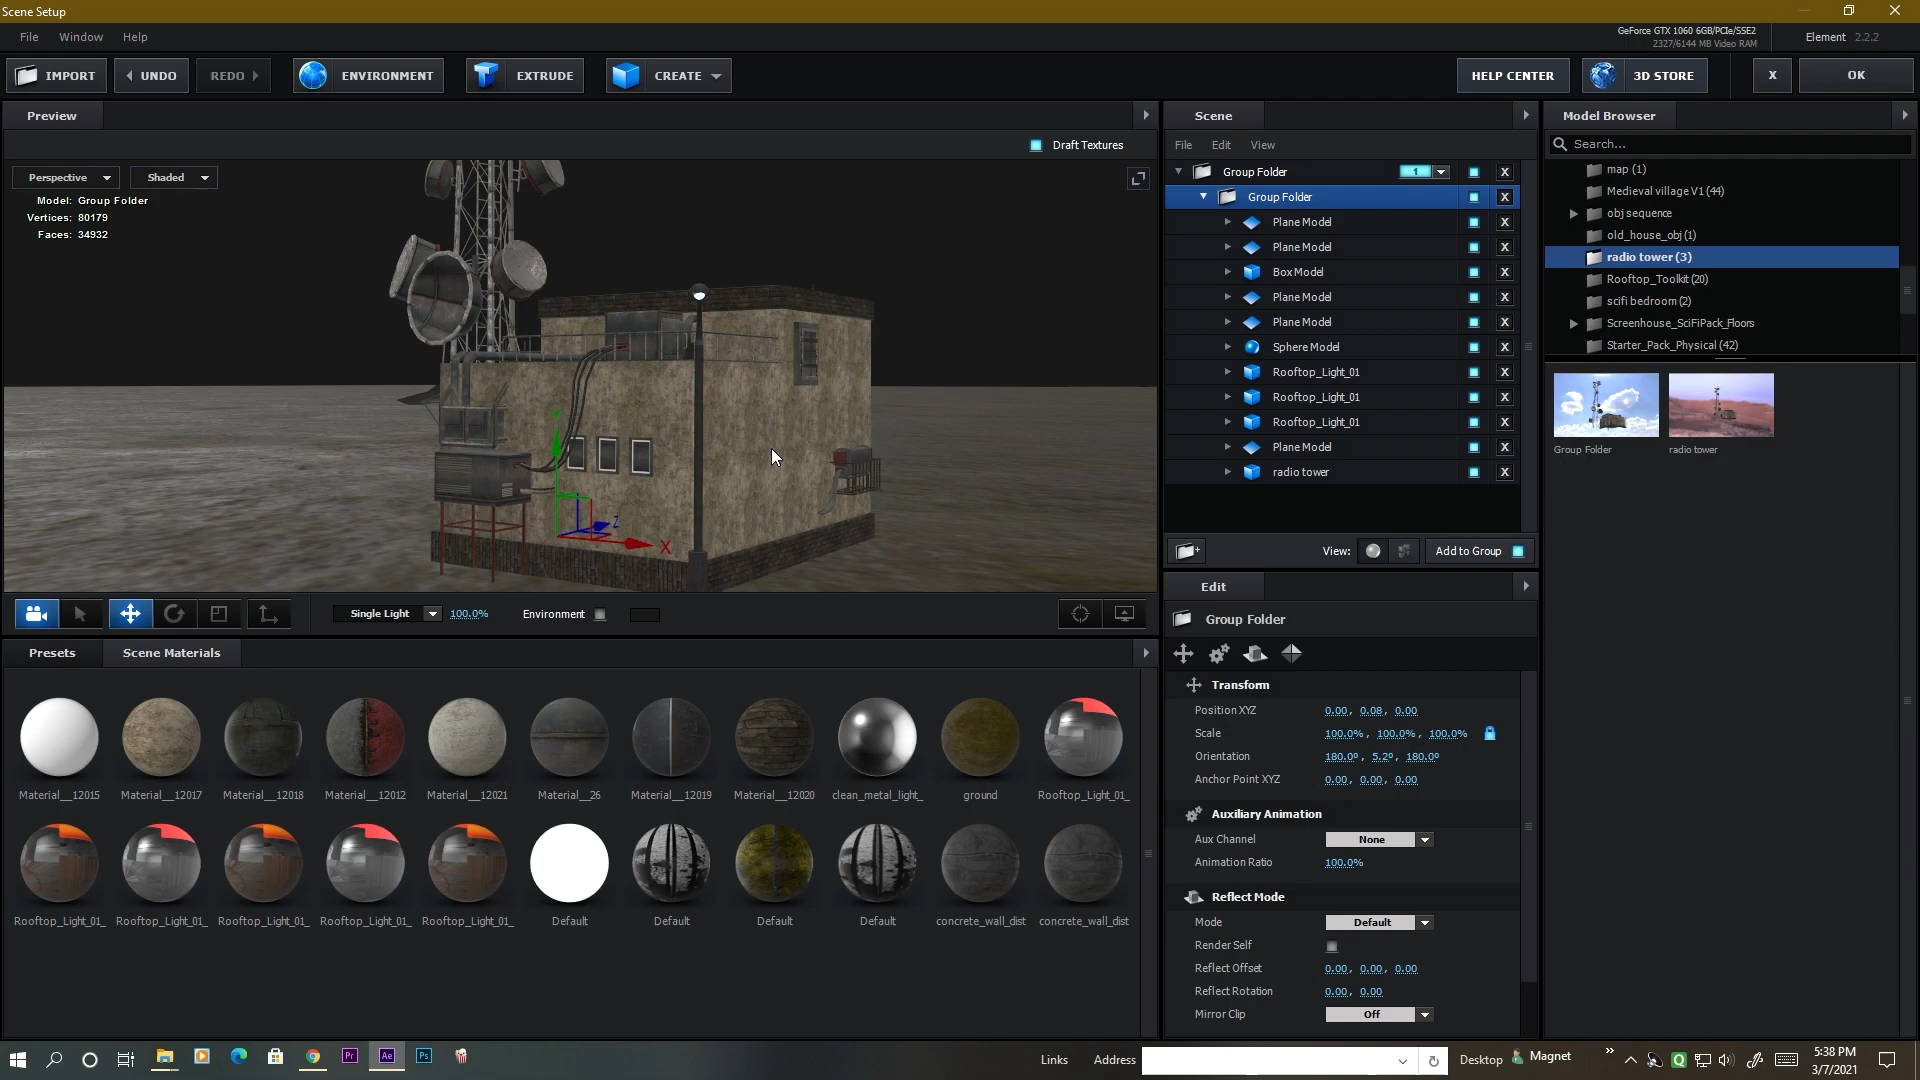 Scene Setup
File Window Help
GeForce GTX 1060 6GB/PCIe/SSE2
2327/6144 MB Video RAM
Element 2.2.2
IMPORT
UNDO
REDO
ENVIRONMENT
EXTRUDE
CREATE
HELP CENTER
3D STORE
X
OK
Preview
Draft Textures
Perspective
Shaded
Model: Group Folder
Vertices: 80179
Faces: 34932
Y
Z
X
Single Light
100.0%
Environment
Scene
File Edit View
Group Folder 1 X
Group Folder X
Plane Model X
Plane Model X
Box Model X
Plane Model X
Plane Model X
Sphere Model X
Rooftop_Light_01 X
Rooftop_Light_01 X
Rooftop_Light_01 X
Plane Model X
radio tower X
View:
Add to Group
Model Browser
Search...
map (1)
Medieval village V1 (44)
obj sequence
old_house_obj (1)
radio tower (3)
Rooftop_Toolkit (20)
scifi bedroom (2)
Screenhouse_SciFiPack_Floors
Starter_Pack_Physical (42)
Group Folder
radio tower
Edit
Group Folder
Transform
Position XYZ 0.00, 0.08, 0.00
Scale 100.0%, 100.0%, 100.0%
Orientation 180.0°, 5.2°, 180.0°
Anchor Point XYZ 0.00, 0.00, 0.00
Auxiliary Animation
Aux Channel None
Animation Ratio 100.0%
Reflect Mode
Mode Default
Render Self
Reflect Offset 0.00, 0.00, 0.00
Reflect Rotation 0.00, 0.00
Mirror Clip Off
Presets
Scene Materials
Material__12015
Material__12017
Material__12018
Material__12012
Material__12021
Material__26
Material__12019
Material__12020
clean_metal_light_
ground
Rooftop_Light_01_
Rooftop_Light_01_
Rooftop_Light_01_
Rooftop_Light_01_
Rooftop_Light_01_
Rooftop_Light_01_
Default
Default
Default
Default
concrete_wall_dist
concrete_wall_dist
Pr
Ae
Ps
Links
Address
Desktop
Magnet
5:38 PM
3/7/2021